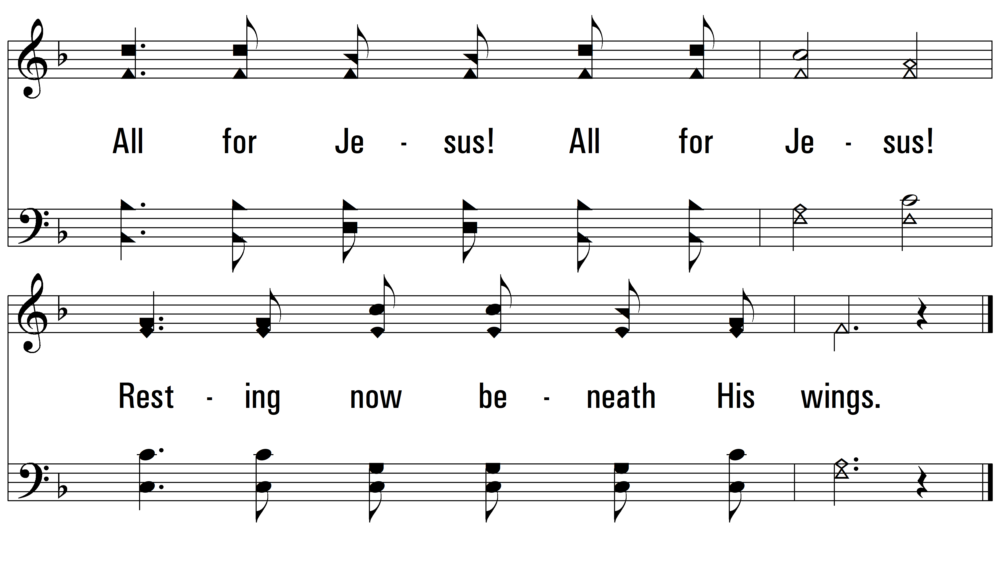 All for Je - sus! All for Je - sus!
Rest - ing now be - neath His wings.